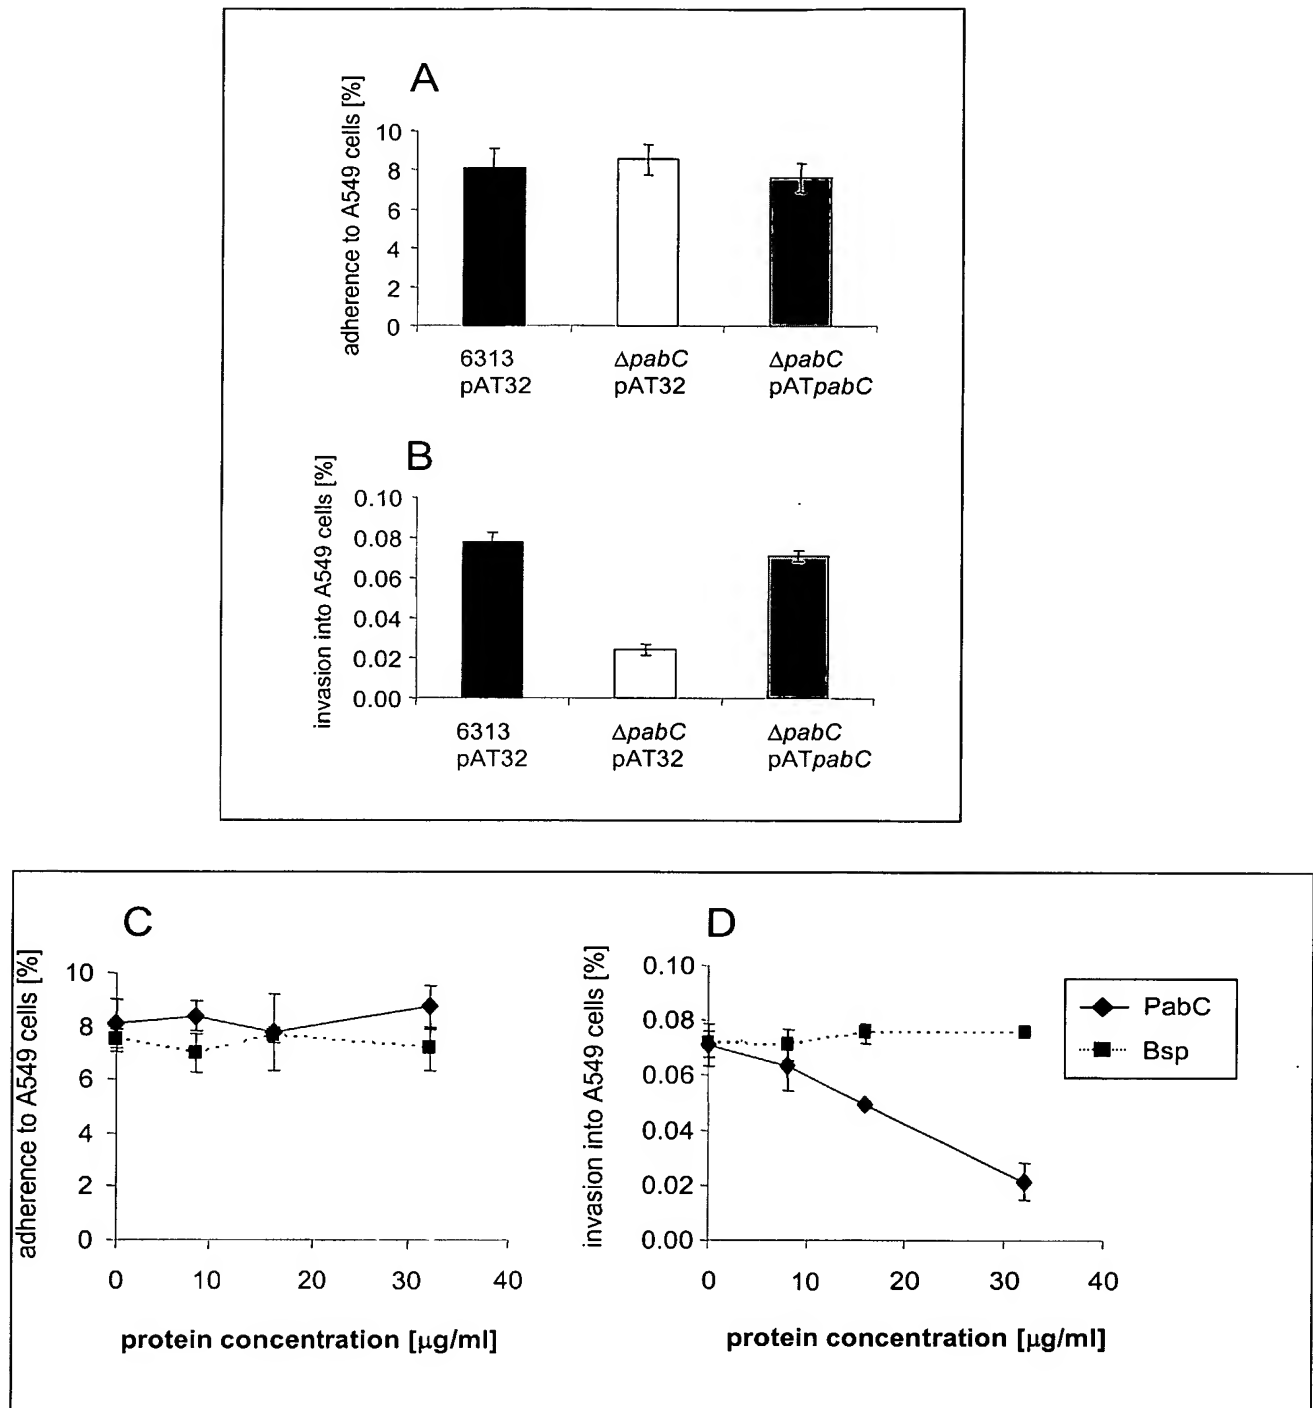 A
adherence to A549 cells [%]
10
8
6
4
2
0
6313 ΔpabC ΔpabC
pAT32 pAT32 pATpabC
B
invasion into A549 cells [%]
0.10
0.08
0.06
0.04
0.02
0.00
6313 ΔpabC ΔpabC
pAT32 pAT32 pATpabC
C
adherence to A549 cells [%]
10
8
6
4
2
0
0 10 20 30 40
protein concentration [µg/ml]
D
invasion into A549 cells [%]
0.10
0.08
0.06
0.04
0.02
0.00
0 10 20 30 40
protein concentration [µg/ml]
PabC
Bsp